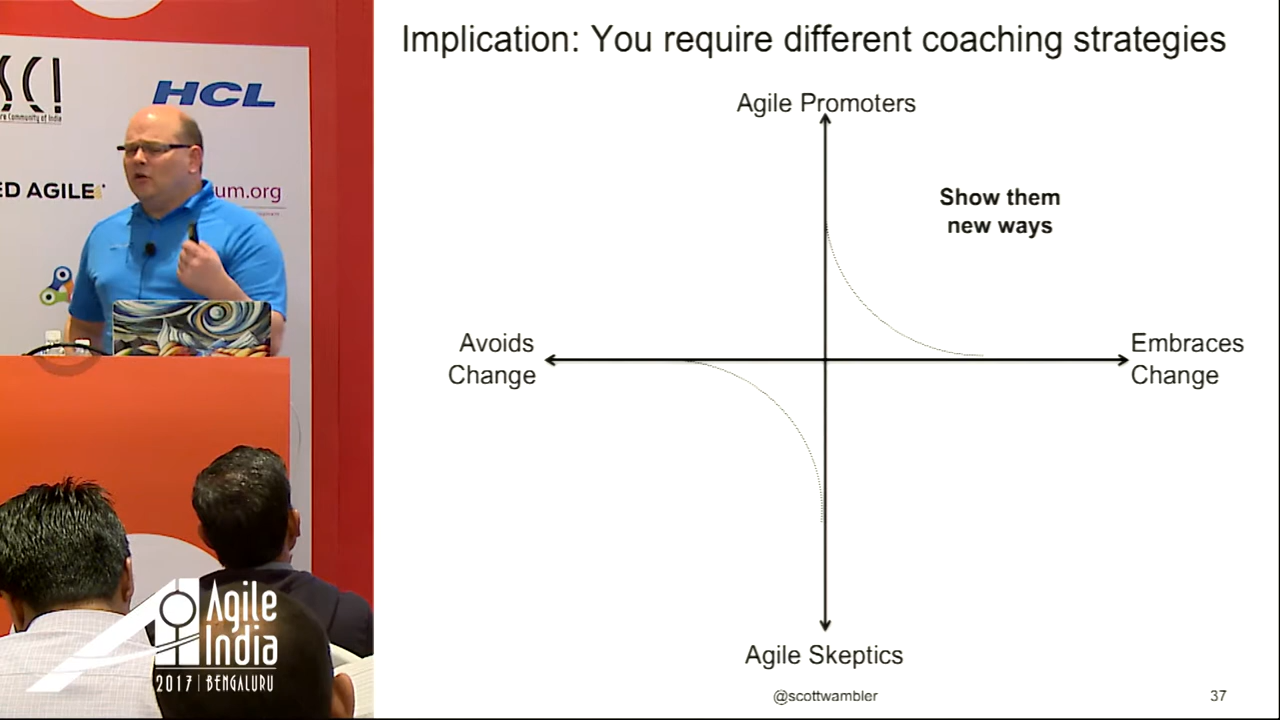 Implication: You require different coaching strategies
Agile Promoters
Show them
new ways
Avoids
Change
Embraces
Change
Agile Skeptics
@scottwambler
37
HCL
ED AGILE
um.org
Agile
India
2017 | BENGALURU